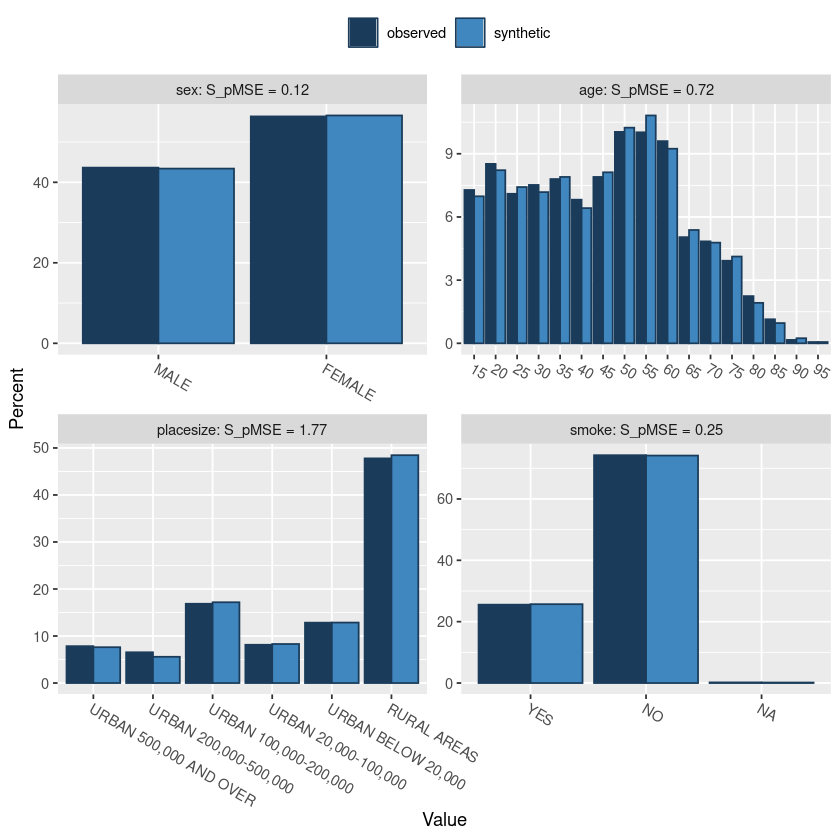 observed synthetic
sex: S_pMSE = 0.12
40
20
0
MALE FEMALE
age: S_pMSE = 0.72
9
6
3
0
15 20 25 30 35 40 45 50 55 60 65 70 75 80 85 90 95
Percent
placesize: S_pMSE = 1.77
50
40
30
20
10
0
URBAN 500,000 AND OVER
URBAN 200,000-500,000
URBAN 100,000-200,000
URBAN 20,000-100,000
URBAN BELOW 20,000
RURAL AREAS
smoke: S_pMSE = 0.25
60
40
20
0
YES NO NA
Value